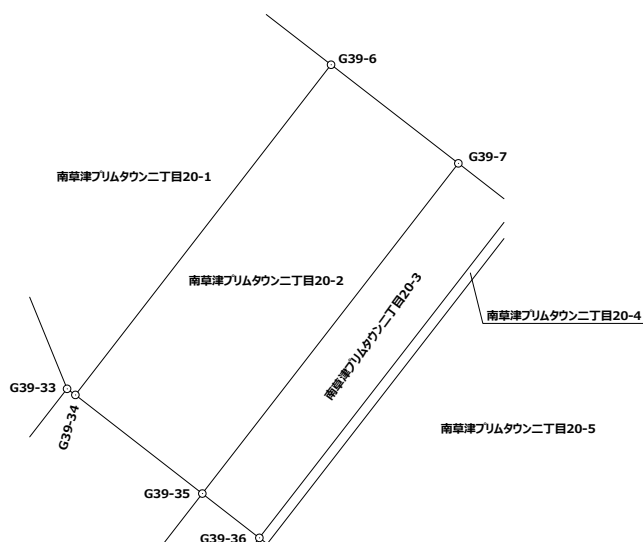 G39-6
G39-7
南草津プリムタウン二丁目20-1
南草津プリムタウン二丁目20-2
南草津プリムタウン二丁目20-3
南草津プリムタウン二丁目20-4
G39-33
G39-34
南草津プリムタウン二丁目20-5
G39-35
G39-36